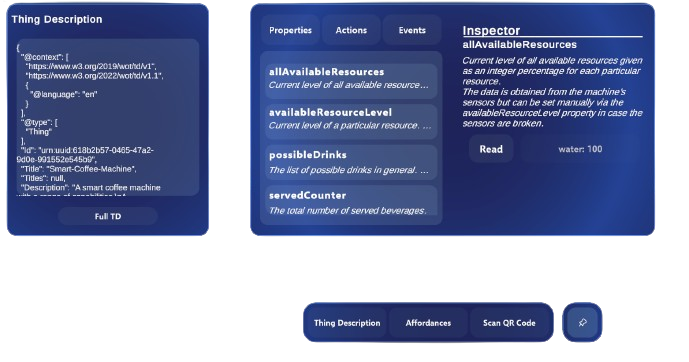 Thing Description
{
"@context": [
"https://www.w3.org/2019/wot/td/v1",
"https://www.w3.org/2022/wot/td/v1.1",
{
"@language": "en"
}
],
"@type": [
"Thing"
],
"Id": "urn:uuid:618b2b57-0465-47a2-
9d0e-991552e545b9",
"Title": "Smart-Coffee-Machine",
"Titles": null,
"Description": "A smart coffee machine
with a range of capabilities.
Full TD
Properties Actions Events
allAvailableResources
Current level of all available resource...
availableResourceLevel
Current level of a particular resource. ...
possibleDrinks
The list of possible drinks in general. ...
servedCounter
The total number of served beverages.
Inspector
allAvailableResources
Current level of all available resources given
as an integer percentage for each particular
resource.
The data is obtained from the machine's
sensors but can be set manually via the
availableResourceLevel property in case the
sensors are broken.
Read
water: 100
Thing Description Affordances Scan QR Code